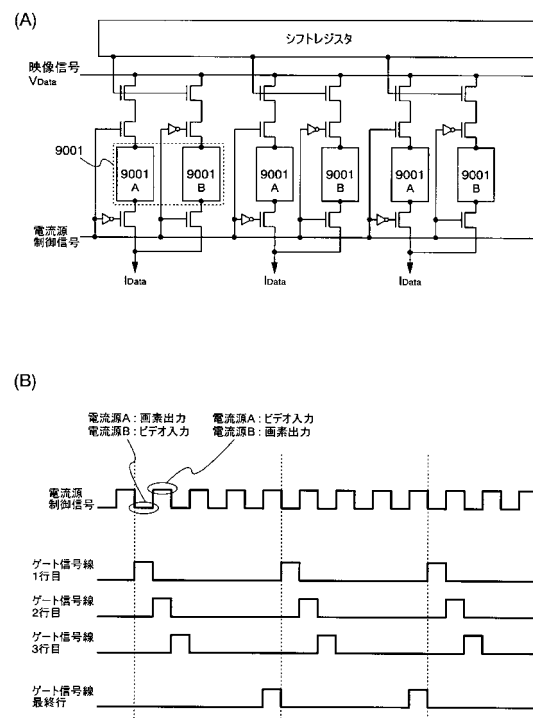 (A)
シフトレジスタ
映像信号
VData
9001
9001
A
9001
B
9001
A
9001
B
9001
A
9001
B
電流源
制御信号
IData
IData
IData
(B)
電流源A：画素出力
電流源B：ビデオ入力
電流源A：ビデオ入力
電流源B：画素出力
電流源
制御信号
ゲート信号線
1行目
ゲート信号線
2行目
ゲート信号線
3行目
ゲート信号線
最終行